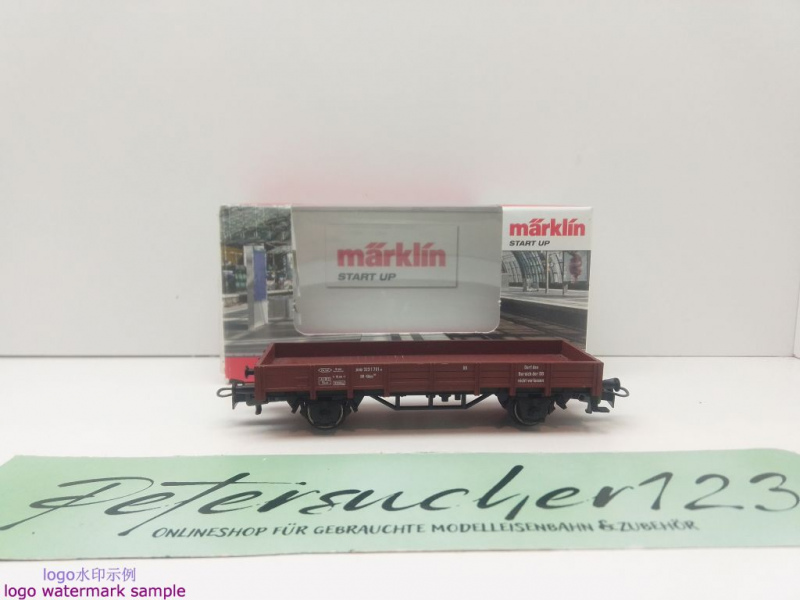 märklin
START UP
märklin
START UP
DB
Petersucher123
ONLINESHOP FÜR GEBRAUCHTE MODELLEISENBAHN & ZUBEHÖR
logo水印示例
logo watermark sample